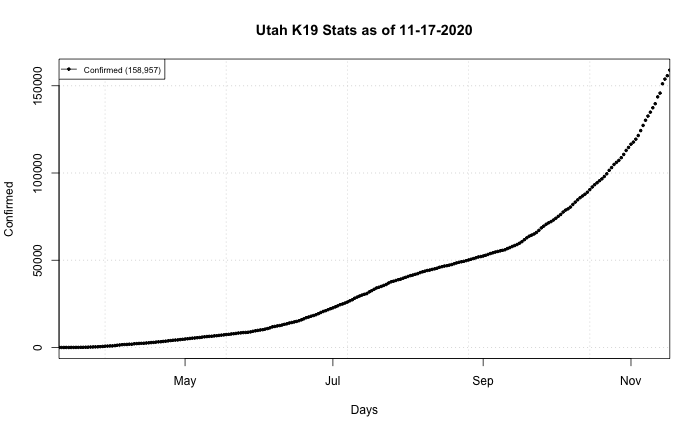 Utah K19 Stats as of 11-17-2020
Confirmed (158,957)
150000
100000
50000
0
Confirmed
May Jul Sep Nov
Days